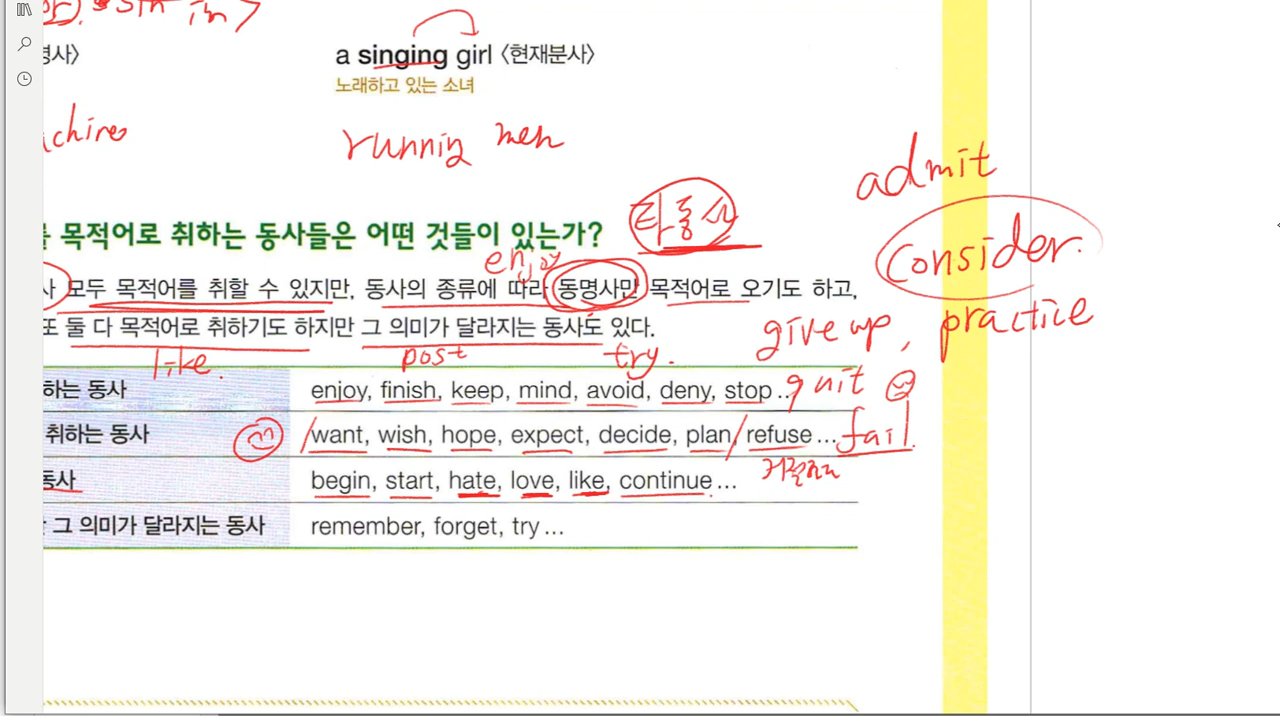 sin in>
명사> a singing girl <현재분사>
노래하고 있는 소녀
running men
admit
타동사
consider.
를 목적어로 취하는 동사들은 어떤 것들이 있는가?
enjoy
사 모두 목적어를 취할 수 있지만, 동사의 종류에 따라 동명사만 목적어로 오기도 하고,
또 둘 다 목적어로 취하기도 하지만 그 의미가 달라지는 동사도 있다.
give up, practice
like. post try.
하는 동사 enjoy, finish, keep, mind, avoid, deny, stop ... quit
취하는 동사 want, wish, hope, expect, decide, plan, refuse ... fail.
거절하다
동사 begin, start, hate, love, like, continue ...
그 의미가 달라지는 동사 remember, forget, try ...